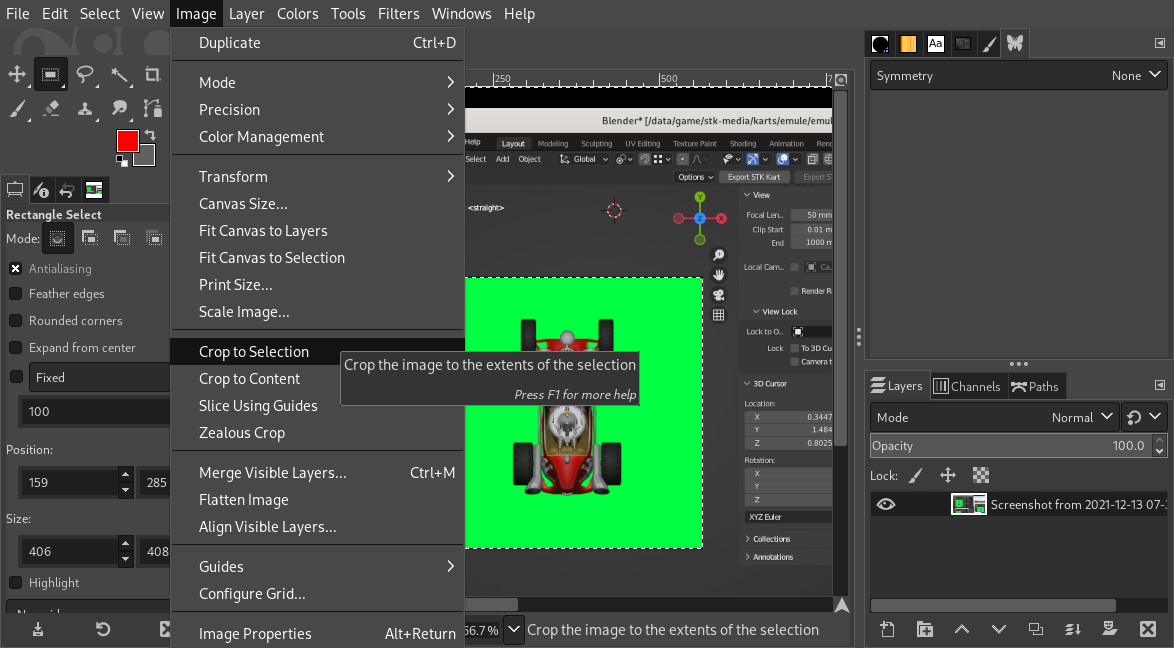 File Edit Select View Image Layer Colors Tools Filters Windows Help
Duplicate Ctrl+D
Mode
Precision
Color Management
Transform
Canvas Size...
Fit Canvas to Layers
Fit Canvas to Selection
Print Size...
Scale Image...
Crop to Selection
Crop to Content
Slice Using Guides
Zealous Crop
Merge Visible Layers... Ctrl+M
Flatten Image
Align Visible Layers...
Guides
Configure Grid...
Image Properties Alt+Return
Crop the image to the extents of the selection
Press F1 for more help
Rectangle Select
Mode:
Antialiasing
Feather edges
Rounded corners
Expand from center
Fixed
100
Position:
159 285
Size:
406 408
Highlight
250 500
Blender* [/data/game/stk-media/karts/emule/emul
Help Layout Modeling Sculpting UV Editing Texture Paint Shading Animation
Select Add Object Global
Options Export STK Kart Export S
<straight>
Y
X
Z
View
Focal Len... 50 mm
Clip Start 0.01 m
End 1000 m
Local Cam... Ca...
Render R
View Lock
Lock to O...
Lock To 3D Cu
Camera t
3D Cursor
Location:
X 0.3447
Y 1.484
Z 0.8025
Rotation:
X
Y
Z
XYZ Euler
Collections
Annotations
66.7 % Crop the image to the extents of the selection
Aa
Symmetry None
Layers Channels Paths
Mode Normal
Opacity 100.0
Lock:
Screenshot from 2021-12-13 07-